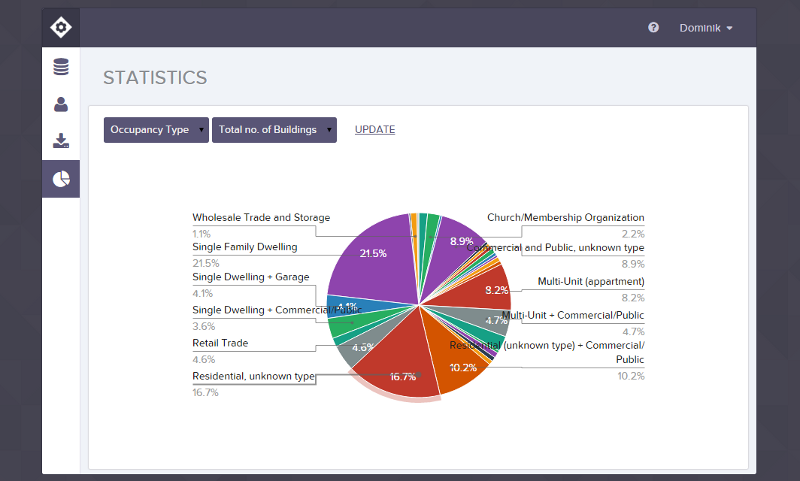 Dominik
STATISTICS
Occupancy Type
Total no. of Buildings
UPDATE
Wholesale Trade and Storage
1.1%
Single Family Dwelling
21.5%
Single Dwelling + Garage
4.1%
Single Dwelling + Commercial/Public
3.6%
Retail Trade
4.6%
Residential, unknown type
16.7%
21.5%
8.9%
8.2%
4.1%
4.7%
4.6%
16.7%
10.2%
Church/Membership Organization
2.2%
Commercial and Public, unknown type
8.9%
Multi-Unit (appartment)
8.2%
Multi-Unit + Commercial/Public
4.7%
Residential (unknown type) + Commercial/
Public
10.2%